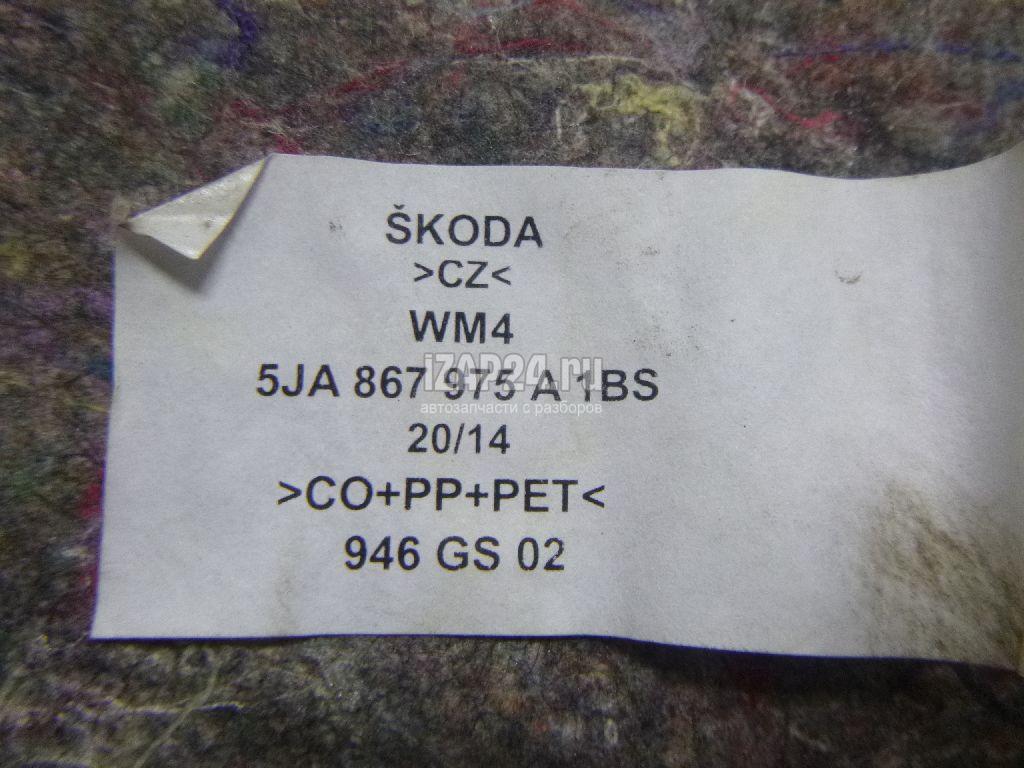 ŠKODA
>CZ<
WM4
iZAP24.ru
5JA 867 975 A 1BS
автозапчасти с разборов
20/14
>CO+PP+PET<
946 GS 02